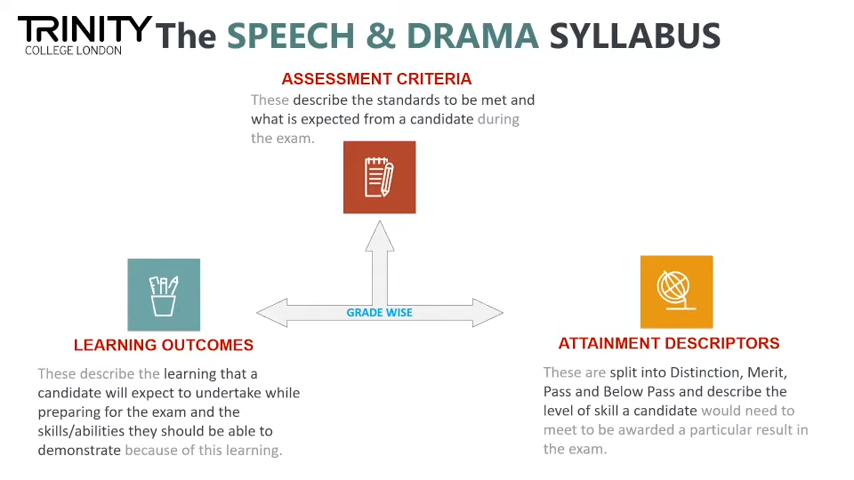 TRINITY
COLLEGE LONDON
The SPEECH & DRAMA SYLLABUS
ASSESSMENT CRITERIA
These describe the standards to be met and
what is expected from a candidate during
the exam.
GRADE WISE
LEARNING OUTCOMES
These describe the learning that a
candidate will expect to undertake while
preparing for the exam and the
skills/abilities they should be able to
demonstrate because of this learning.
ATTAINMENT DESCRIPTORS
These are split into Distinction, Merit,
Pass and Below Pass and describe the
level of skill a candidate would need to
meet to be awarded a particular result in
the exam.